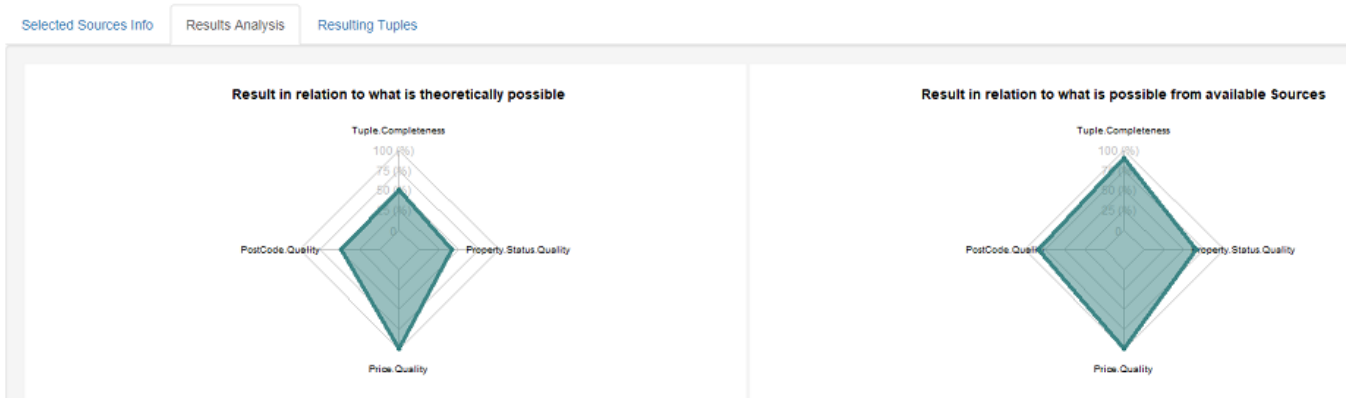 Selected Sources Info
Results Analysis
Resulting Tuples
Result in relation to what is theoretically possible
Tuple.Completeness
100 (%)
75 (%)
50 (%)
25 (%)
0
PostCode.Quality
Property.Status.Quality
Price.Quality
Result in relation to what is possible from available Sources
Tuple.Completeness
100 (%)
50 (%)
25 (%)
0
PostCode.Quality
Property.Status.Quality
Price.Quality